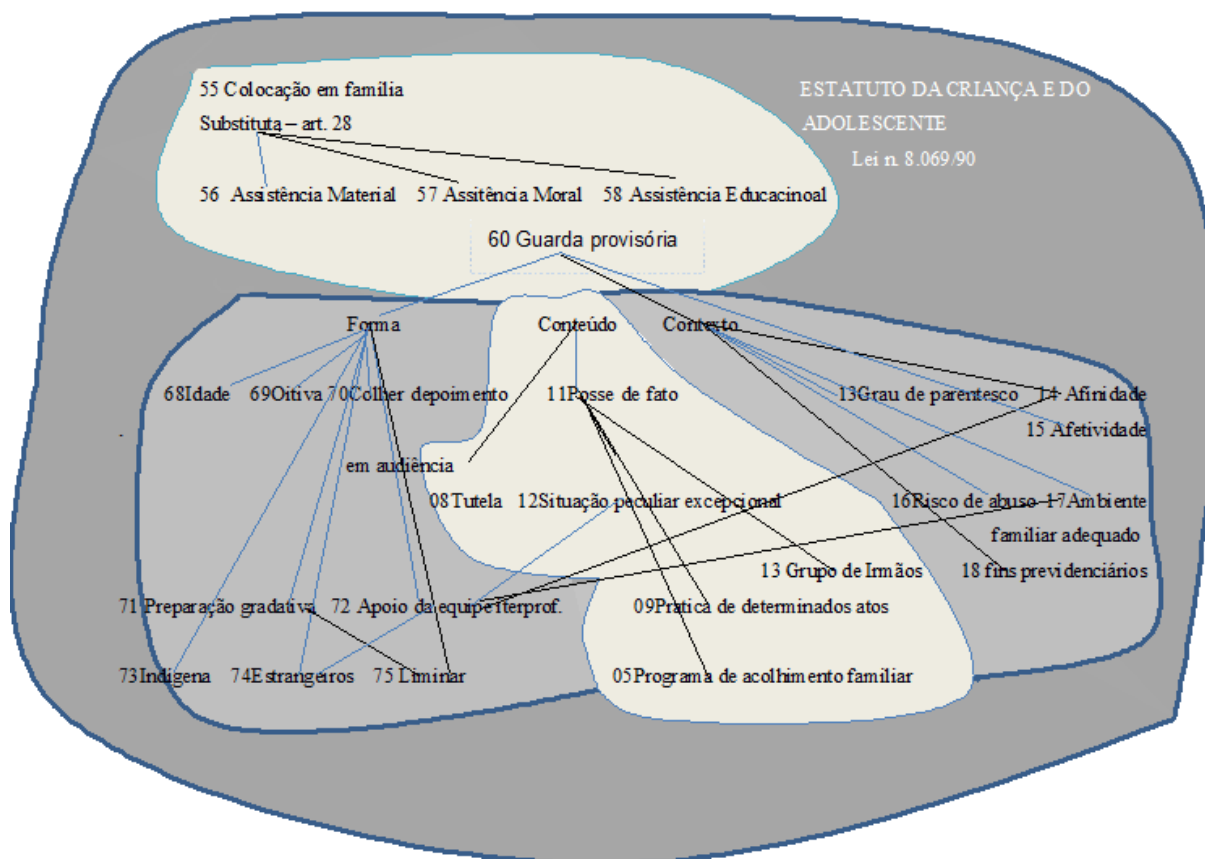 55 Colocação em família
Substituta – art. 28
ESTATUTO DA CRIANÇA E DO
ADOLESCENTE
Lei n. 8.069/90
56 Assistência Material 57 Assitência Moral 58 Assistência Educacinoal
60 Guarda provisória
Forma Conteúdo Contexto
68Idade 69Oitiva 70Colher depoimento 11Posse de fato 13Grau de parentesco 14 Afinidade
15 Afetividade
em audiência
08Tutela 12Situação peculiar excepcional 16Risco de abuso 17Ambiente
familiar adequado
13 Grupo de Irmãos 18 fins previdenciários
71 Preparação gradativa 72 Apoio da equipe iterprof. 09Prática de determinados atos
73Indígena 74Estrangeiros 75 Liminar 05Programa de acolhimento familiar